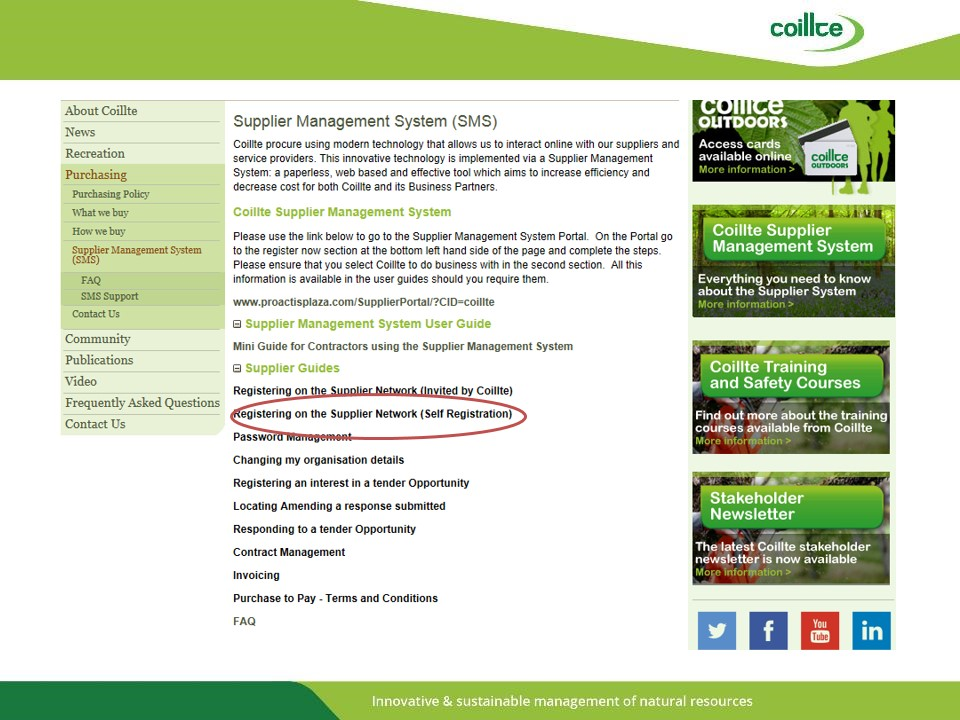 coillte
About Coillte
News
Recreation
Purchasing
Purchasing Policy
What we buy
How we buy
Supplier Management System
(SMS)
FAQ
SMS Support
Contact Us
Community
Publications
Video
Frequently Asked Questions
Contact Us
Supplier Management System (SMS)
Coillte procure using modern technology that allows us to interact online with our suppliers and
service providers. This innovative technology is implemented via a Supplier Management
System: a paperless, web based and effective tool which aims to increase efficiency and
decrease cost for both Coillte and its Business Partners.
Coillte Supplier Management System
Please use the link below to go to the Supplier Management System Portal. On the Portal go
to the register now section at the bottom left hand side of the page and complete the steps.
Please ensure that you select Coillte to do business with in the second section. All this
information is available in the user guides should you require them.
www.proactisplaza.com/SupplierPortal/?CID=coillte
Supplier Management System User Guide
Mini Guide for Contractors using the Supplier Management System
Supplier Guides
Registering on the Supplier Network (Invited by Coillte)
Registering on the Supplier Network (Self Registration)
Password Management
Changing my organisation details
Registering an interest in a tender Opportunity
Locating Amending a response submitted
Responding to a tender Opportunity
Contract Management
Invoicing
Purchase to Pay - Terms and Conditions
FAQ
coillte
OUTDOORS
Access cards
available online
More information >
coillte
OUTDOORS
Coillte Supplier
Management System
Everything you need to know
about the Supplier System
More information >
Coillte Training
and Safety Courses
Find out more about the training
courses available from Coillte
More information >
Stakeholder
Newsletter
The latest Coillte stakeholder
newsletter is now available
More information >
f
You
Tube
in
Innovative & sustainable management of natural resources